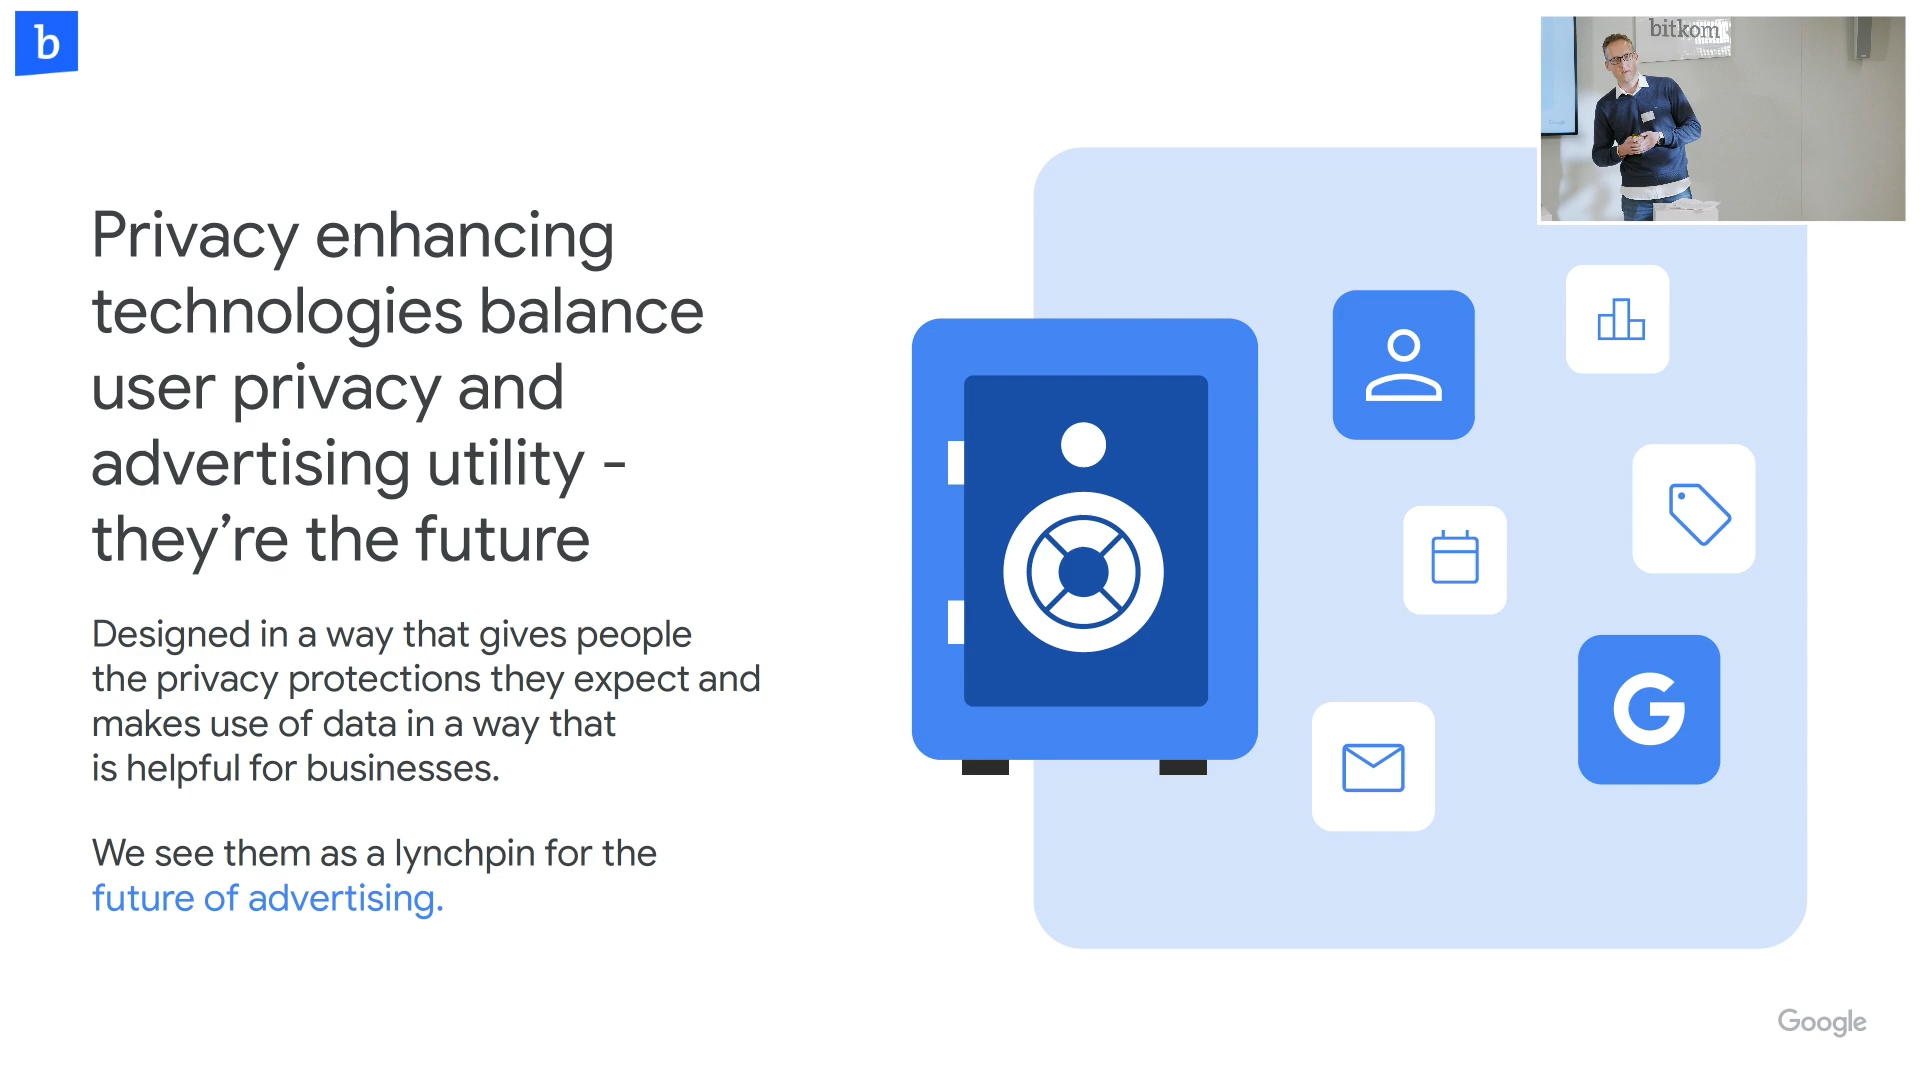 b
bitkom
Privacy enhancing
technologies balance
user privacy and
advertising utility -
they’re the future
Designed in a way that gives people
the privacy protections they expect and
makes use of data in a way that
is helpful for businesses.
We see them as a lynchpin for the
future of advertising.
G
Google